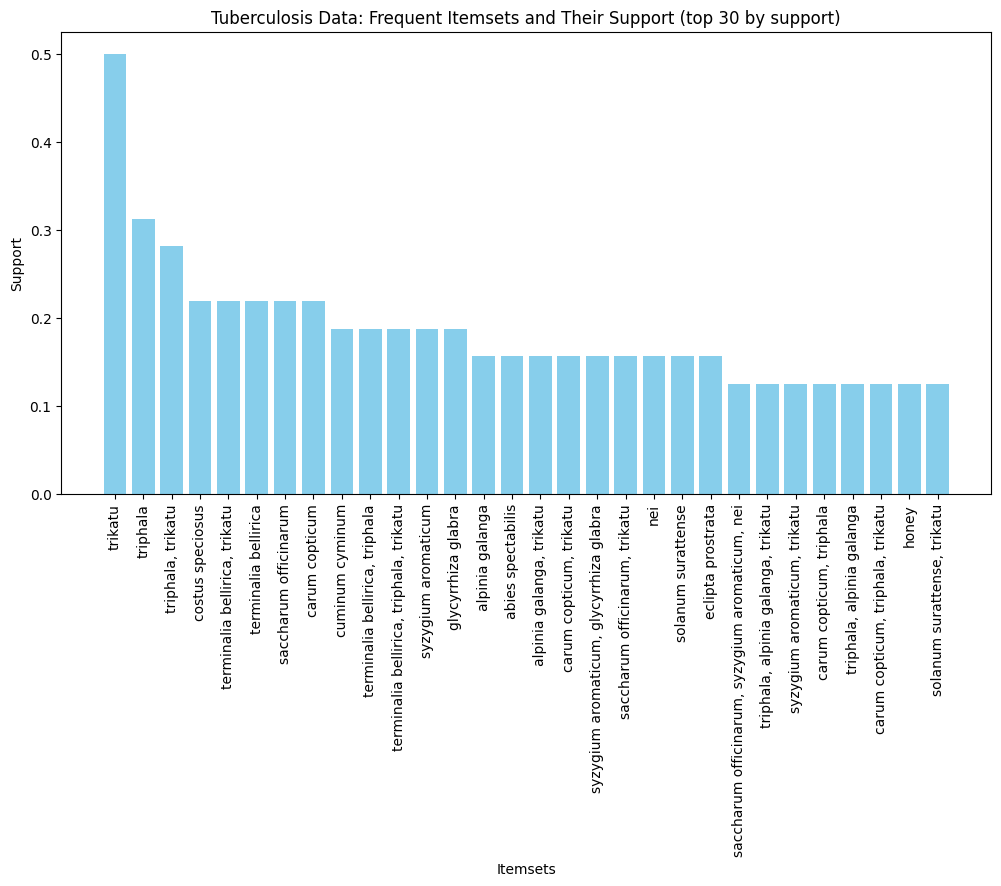 Tuberculosis Data: Frequent Itemsets and Their Support (top 30 by support)
Support
0.5
0.4
0.3
0.2
0.1
0.0
trikatu
triphala
triphala, trikatu
costus speciosus
terminalia bellirica, trikatu
terminalia bellirica
saccharum officinarum
carum copticum
cuminum cyminum
terminalia bellirica, triphala
terminalia bellirica, triphala, trikatu
syzygium aromaticum
glycyrrhiza glabra
alpinia galanga
abies spectabilis
alpinia galanga, trikatu
carum copticum, trikatu
syzygium aromaticum, glycyrrhiza glabra
saccharum officinarum, trikatu
nei
solanum surattense
eclipta prostrata
saccharum officinarum, syzygium aromaticum, nei
triphala, alpinia galanga, trikatu
syzygium aromaticum, trikatu
carum copticum, triphala
triphala, alpinia galanga
carum copticum, triphala, trikatu
honey
solanum surattense, trikatu
Itemsets